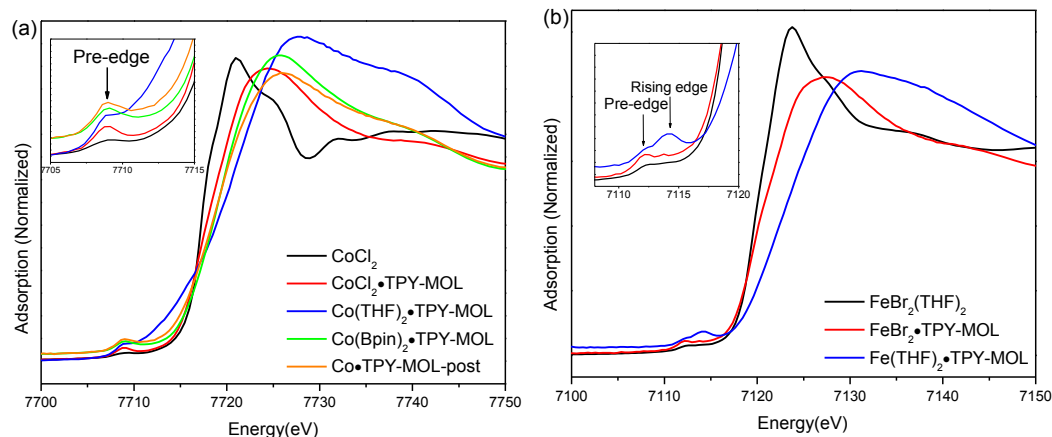 (a)
Pre-edge
7705 7710 7715
CoCl2
CoCl2•TPY-MOL
Co(THF)2•TPY-MOL
Co(Bpin)2•TPY-MOL
Co•TPY-MOL-post
Adsorption (Normalized)
7700 7710 7720 7730 7740 7750
Energy(eV)
(b)
Rising edge
Pre-edge
7110 7115 7120
FeBr2(THF)2
FeBr2•TPY-MOL
Fe(THF)2•TPY-MOL
Adsorption (Normalized)
7100 7110 7120 7130 7140 7150
Energy(eV)